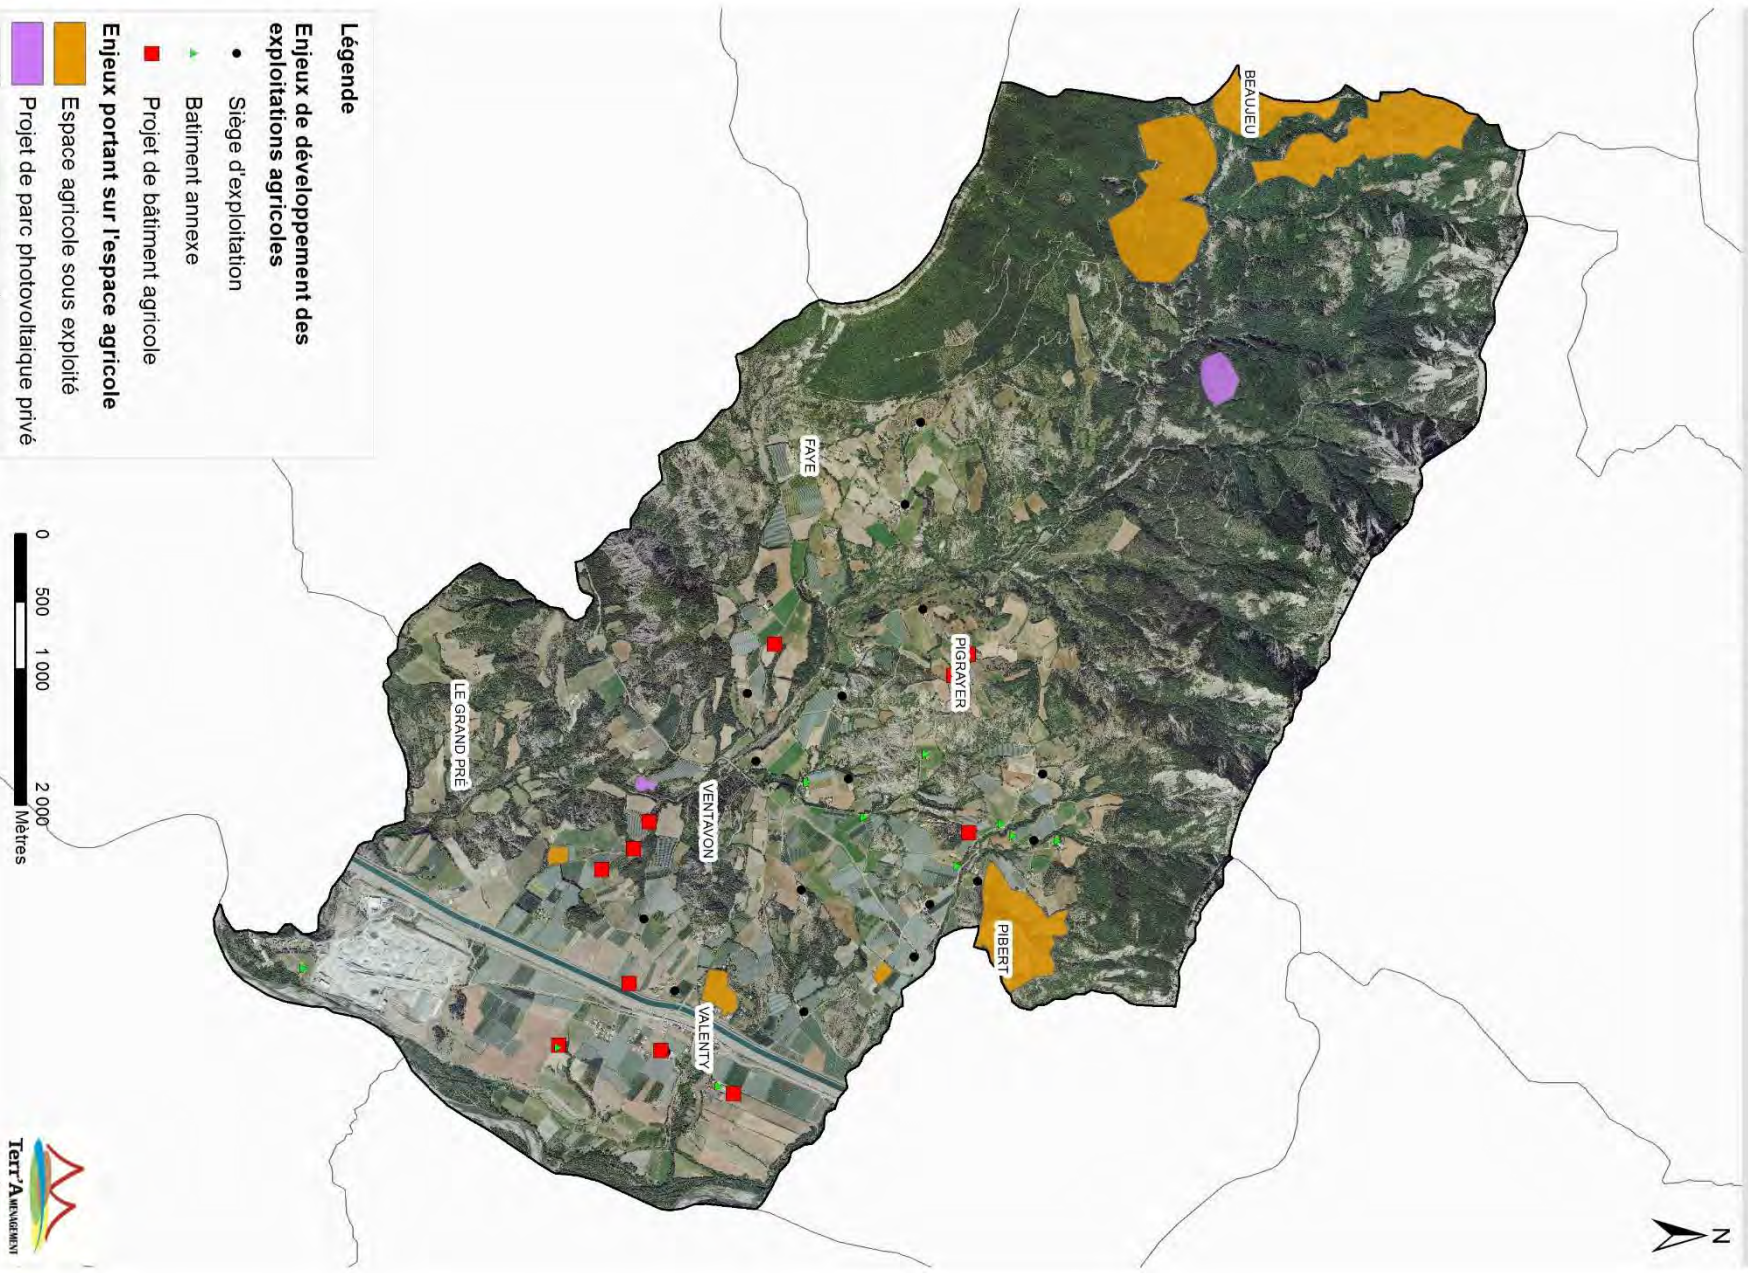 Légende
Enjeux de développement des
exploitations agricoles
Siège d'exploitation
Batiment annexe
Projet de bâtiment agricole
Enjeux portant sur l'espace agricole
Espace agricole sous exploité
Projet de parc photovoltaique privé
BEAUJEU
FAYE
PIGRAYER
LE GRAND PRÉ
VENTAVON
PIBERT
VALENTY
0 500 1 000 2 000
Mètres
N
Terr'AMENAGEMENT